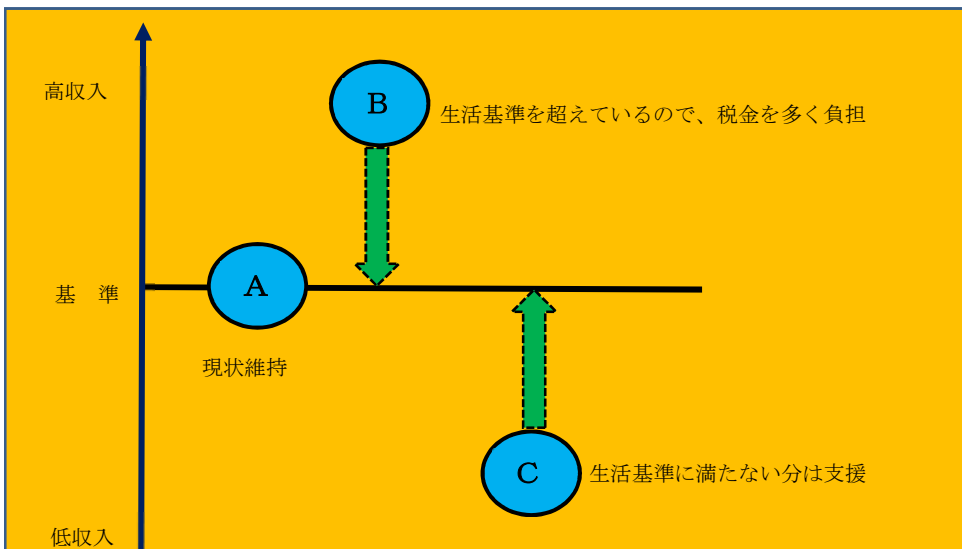 高収入
B
生活基準を超えているので、税金を多く負担
基　準
A
現状維持
C
生活基準に満たない分は支援
低収入